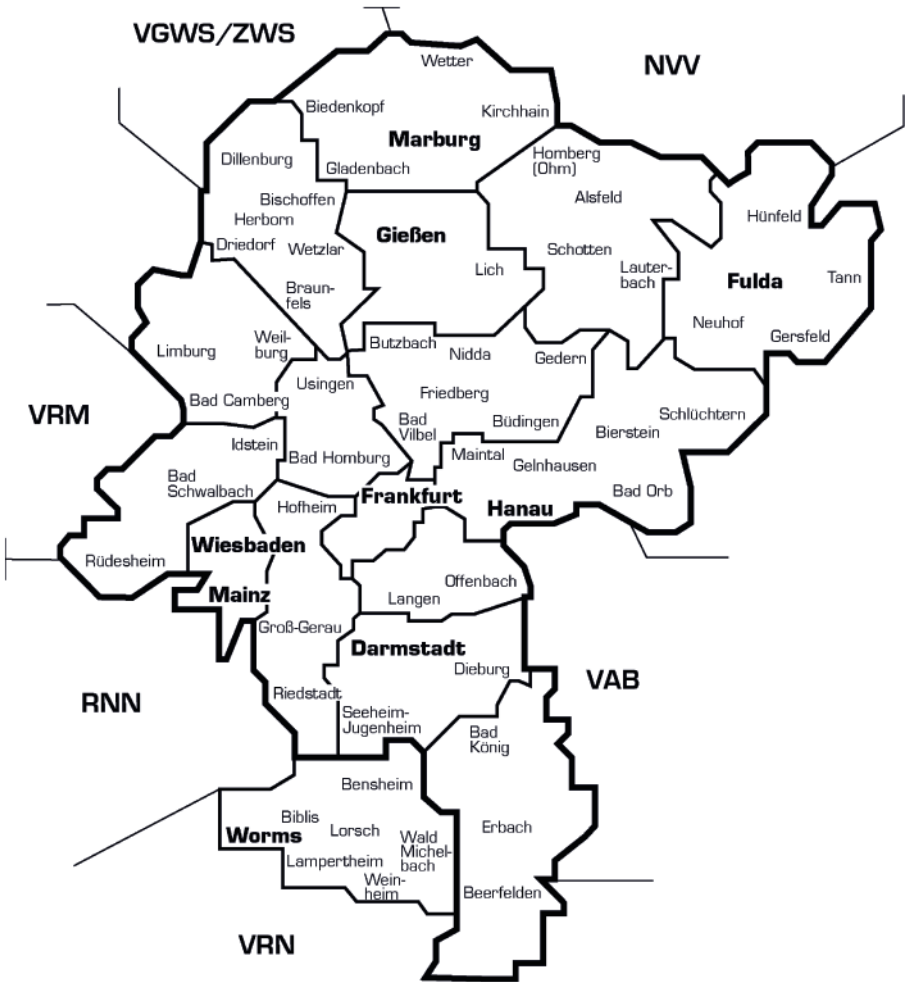 VGWS/ZWS
NVV
Wetter
Biedenkopf
Kirchhain
Marburg
Dillenburg
Gladenbach
Homberg
(Ohm)
Alsfeld
Bischoffen
Herborn
Driedorf
Wetzlar
Gießen
Hünfeld
Schotten
Lich
Lauter-
bach
Fulda
Tann
Braun-
fels
Neuhof
Gersfeld
Limburg
Weil-
burg
Butzbach
Nidda
Gedern
Usingen
VRM
Bad Camberg
Friedberg
Bad
Vilbel
Büdingen
Schlüchtern
Bierstein
Idstein
Bad Homburg
Maintal
Gelnhausen
Bad
Schwalbach
Hofheim
Frankfurt
Hanau
Bad Orb
Wiesbaden
Rüdesheim
Mainz
Offenbach
Langen
Groß-Gerau
Darmstadt
Dieburg
VAB
RNN
Riedstadt
Seeheim-
Jugenheim
Bad
König
Bensheim
Biblis
Worms
Lorsch
Wald
Michel-
bach
Erbach
Lampertheim
Wein-
heim
Beerfelden
VRN